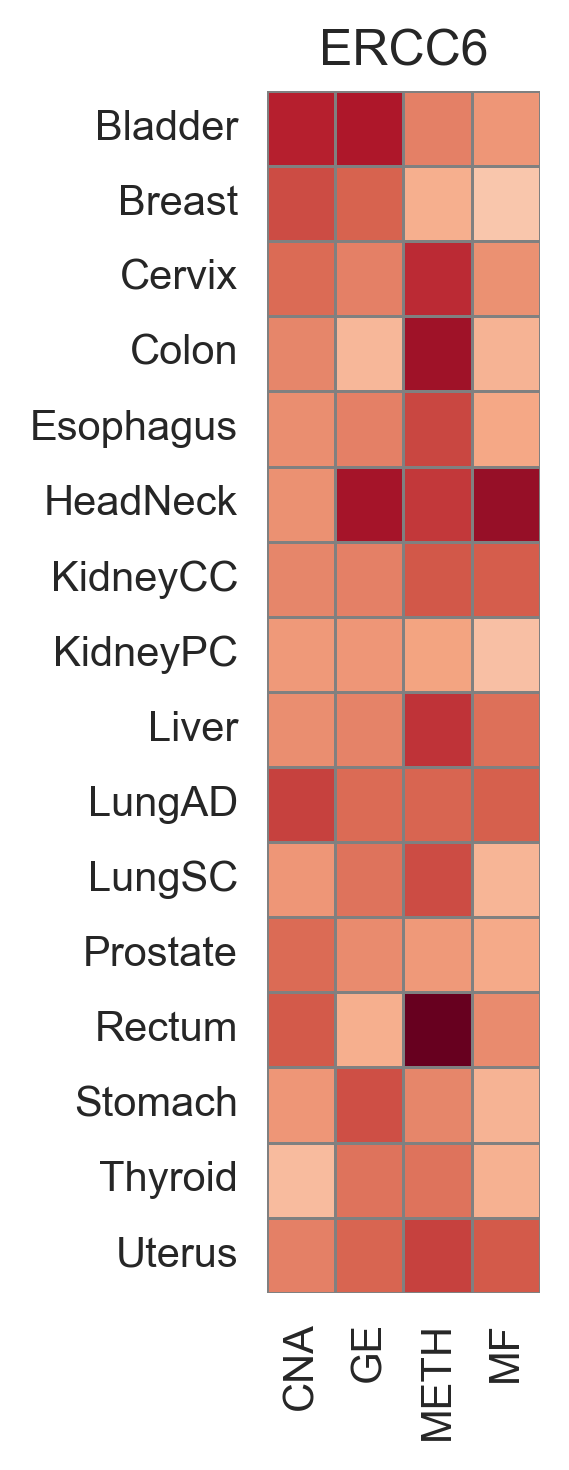 ERCC6
Bladder
Breast
Cervix
Colon
Esophagus
HeadNeck
KidneyCC
KidneyPC
Liver
LungAD
LungSC
Prostate
Rectum
Stomach
Thyroid
Uterus
CNA
GE
METH
MF